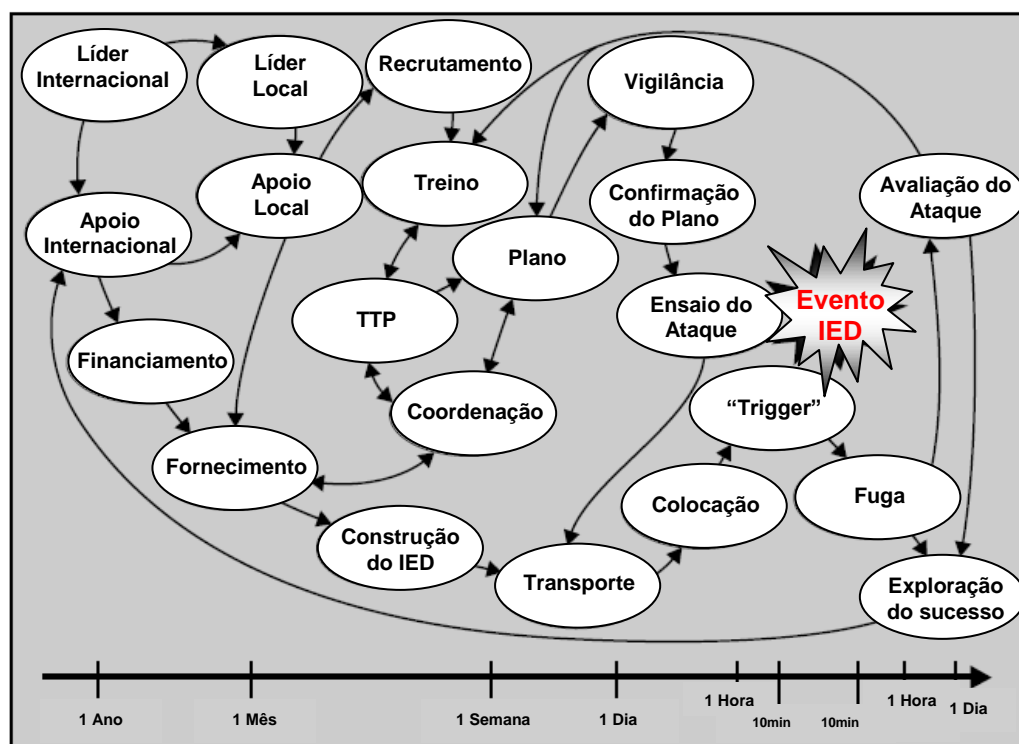 Líder
Internacional
Líder
Local
Recrutamento
Vigilância
Apoio
Internacional
Apoio
Local
Treino
Confirmação
do Plano
Avaliação do
Ataque
Plano
TTP
Ensaio do
Ataque
Evento
IED
Financiamento
Coordenação
“Trigger”
Fornecimento
Colocação
Fuga
Construção
do IED
Transporte
Exploração
do sucesso
1 Ano
1 Mês
1 Semana
1 Dia
1 Hora
10min
10min
1 Hora
1 Dia